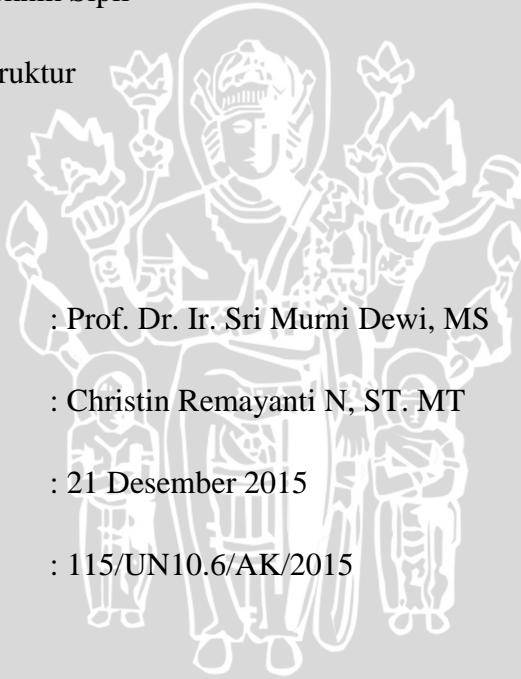 ruktur
: Prof. Dr. Ir. Sri Murni Dewi, MS
: Christin Remayanti N, ST. MT
: 21 Desember 2015
: 115/UN10.6/AK/2015